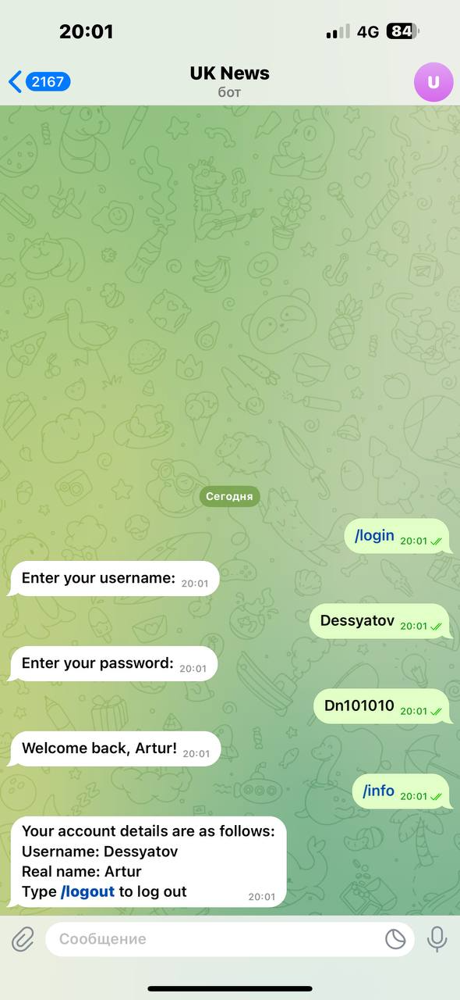 20:01
4G
84
2167
UK News
бот
U
Сегодня
/login 20:01
Enter your username: 20:01
Dessyatov 20:01
Enter your password: 20:01
Dn101010 20:01
Welcome back, Artur! 20:01
/info 20:01
Your account details are as follows:
Username: Dessyatov
Real name: Artur
Type /logout to log out 20:01
Сообщение